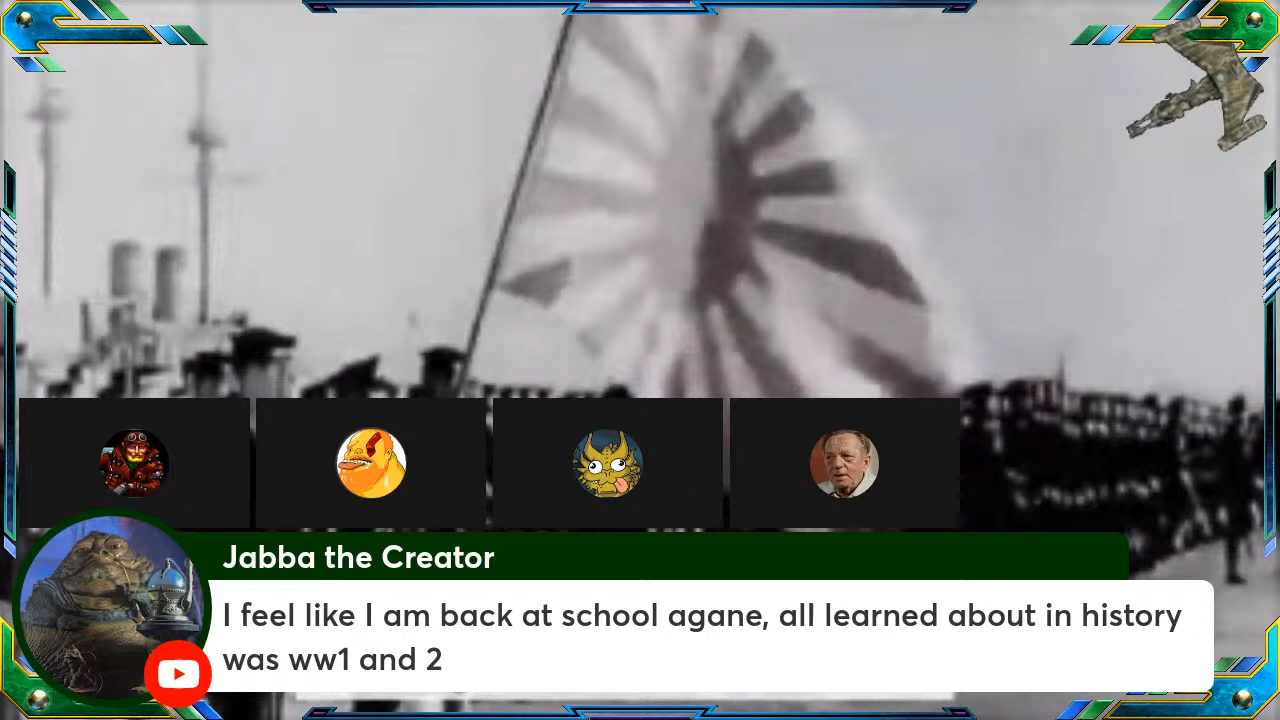 Jabba the Creator
I feel like I am back at school agane, all learned about in history
was ww1 and 2